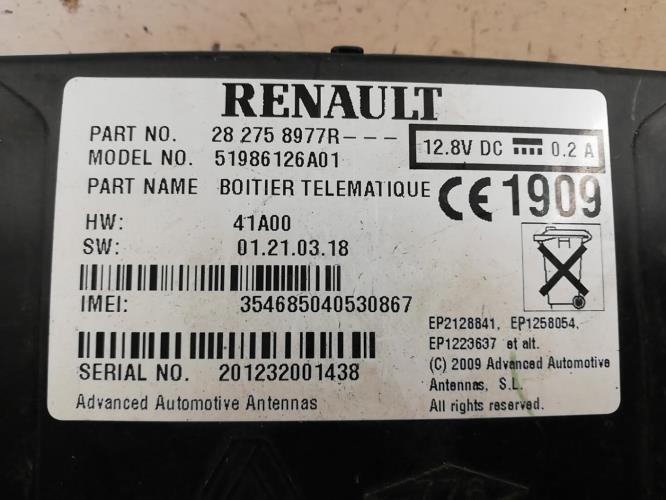 RENAULT
PART NO. 28 275 8977R---
12.8V DC 0.2 A
MODEL NO. 51986126A01
PART NAME BOITIER TELEMATIQUE
CE 1909
HW: 41A00
SW: 01.21.03.18
IMEI: 354685040530867
EP2128841, EP1258054,
EP1223637 et alt.
(C) 2009 Advanced Automotive
Antennas, S.L.
All rights reserved.
SERIAL NO. 201232001438
Advanced Automotive Antennas